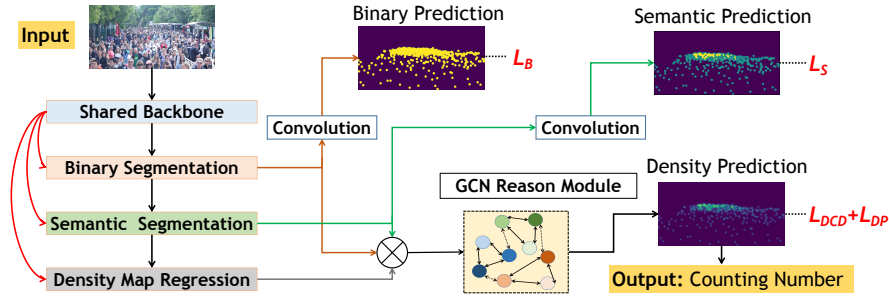 Input
Binary Prediction
L_B
Semantic Prediction
L_S
Shared Backbone
Convolution
Convolution
Binary Segmentation
GCN Reason Module
Density Prediction
Semantic Segmentation
L_DCD+L_DP
Density Map Regression
Output: Counting Number